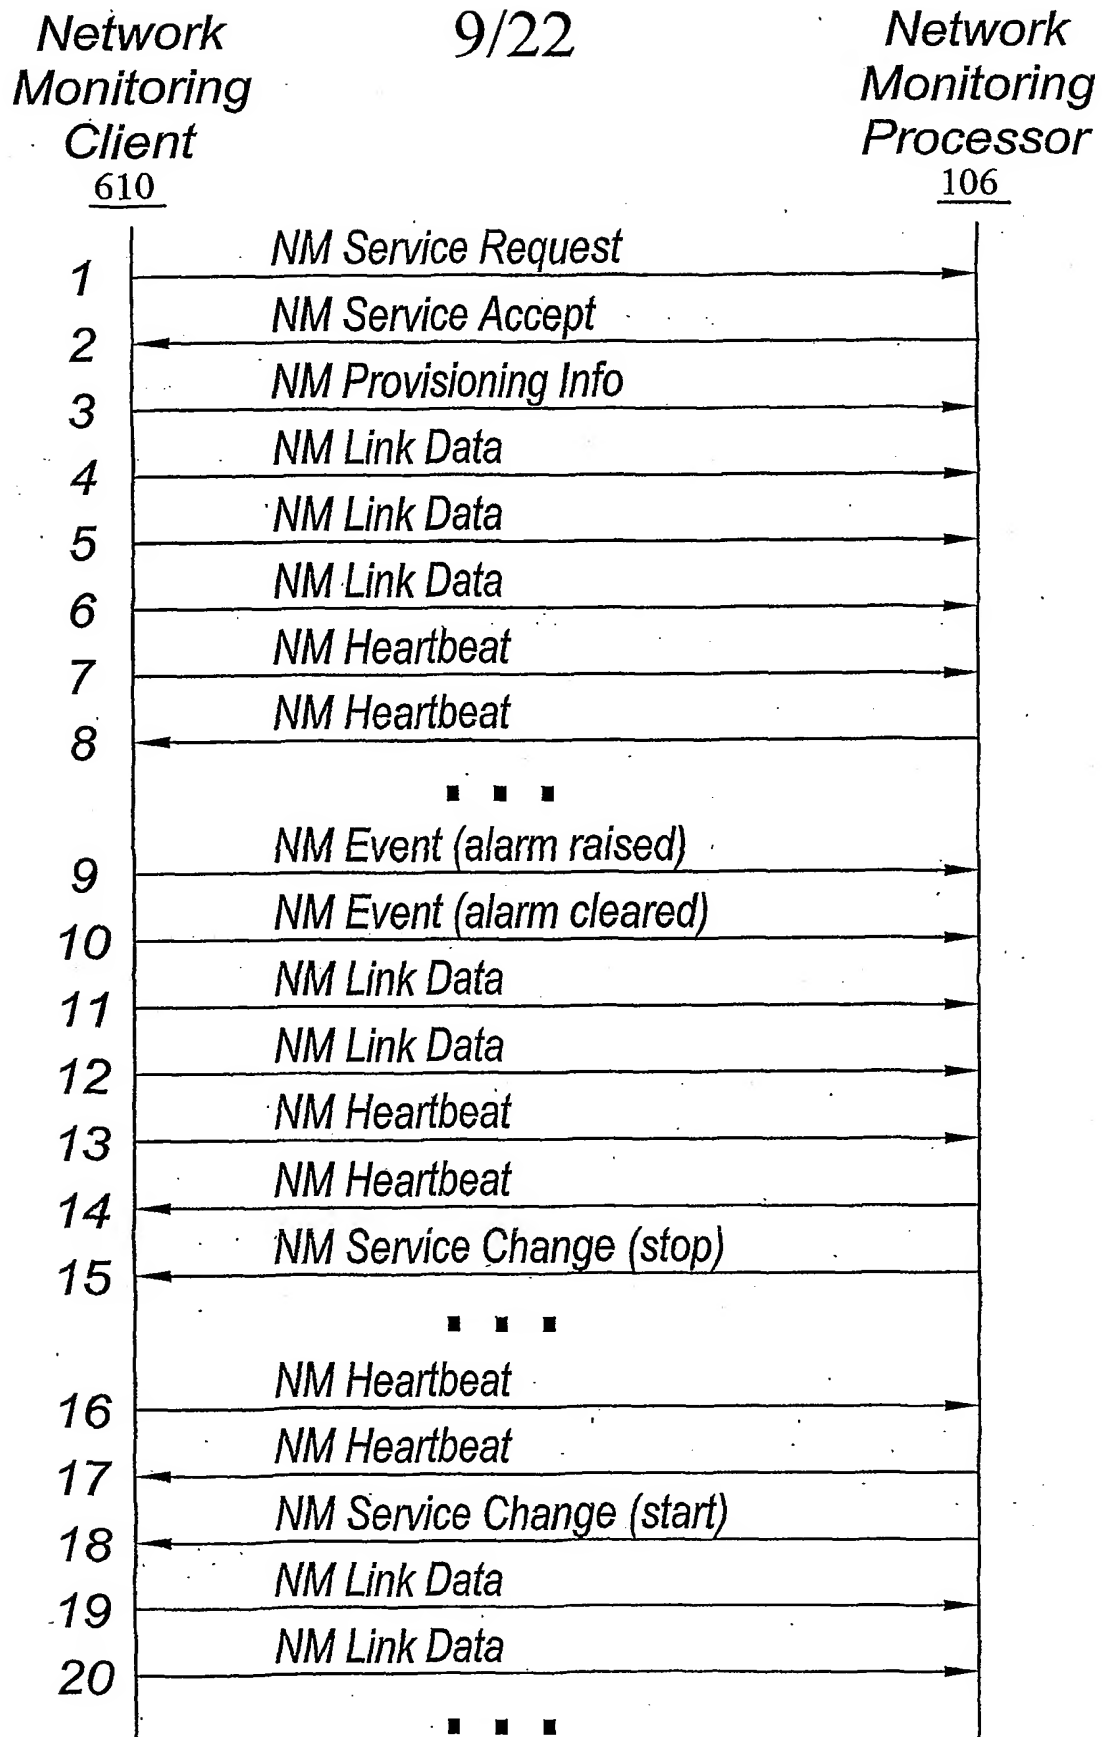 9/22
Network
Monitoring
Client
610
Network
Monitoring
Processor
106
1 NM Service Request
2 NM Service Accept
3 NM Provisioning Info
4 NM Link Data
5 NM Link Data
6 NM Link Data
7 NM Heartbeat
8 NM Heartbeat
...
9 NM Event (alarm raised)
10 NM Event (alarm cleared)
11 NM Link Data
12 NM Link Data
13 NM Heartbeat
14 NM Heartbeat
15 NM Service Change (stop)
...
16 NM Heartbeat
17 NM Heartbeat
18 NM Service Change (start)
19 NM Link Data
20 NM Link Data
...